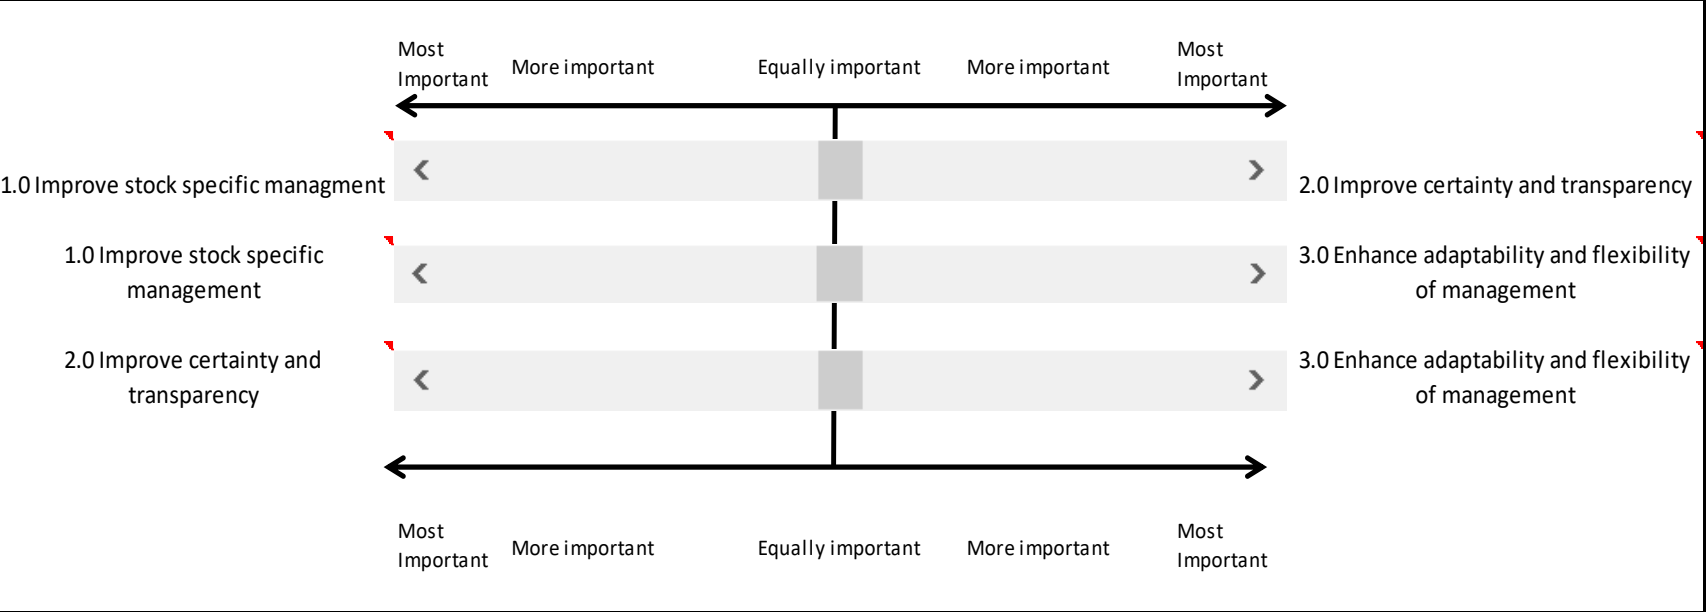 Most
Important
More important
Equally important
More important
Most
Important
1.0 Improve stock specific managment
2.0 Improve certainty and transparency
1.0 Improve stock specific
management
3.0 Enhance adaptability and flexibility
of management
2.0 Improve certainty and
transparency
3.0 Enhance adaptability and flexibility
of management
Most
Important
More important
Equally important
More important
Most
Important